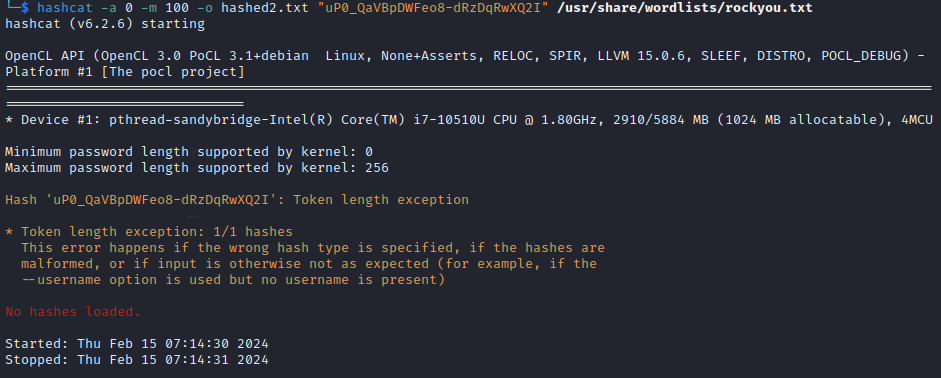 └─$ hashcat -a 0 -m 100 -o hashed2.txt "uP0_QaVBpDWFeo8-dRzDqRwXQ2I" /usr/share/wordlists/rockyou.txt
hashcat (v6.2.6) starting
OpenCL API (OpenCL 3.0 PoCL 3.1+debian  Linux, None+Asserts, RELOC, SPIR, LLVM 15.0.6, SLEEF, DISTRO, POCL_DEBUG) -
Platform #1 [The pocl project]
====================================================================================================================
==============================
* Device #1: pthread-sandybridge-Intel(R) Core(TM) i7-10510U CPU @ 1.80GHz, 2910/5884 MB (1024 MB allocatable), 4MCU
Minimum password length supported by kernel: 0
Maximum password length supported by kernel: 256
Hash 'uP0_QaVBpDWFeo8-dRzDqRwXQ2I': Token length exception
* Token length exception: 1/1 hashes
  This error happens if the wrong hash type is specified, if the hashes are
  malformed, or if input is otherwise not as expected (for example, if the
  --username option is used but no username is present)
No hashes loaded.
Started: Thu Feb 15 07:14:30 2024
Stopped: Thu Feb 15 07:14:31 2024